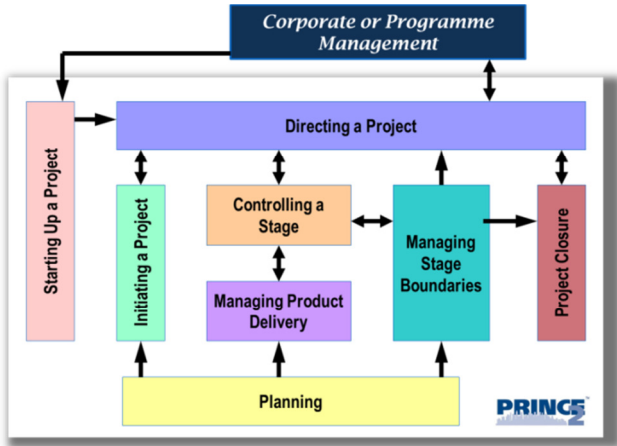 Corporate or Programme
Management
Directing a Project
Starting Up a Project
Initiating a Project
Controlling a
Stage
Managing Product
Delivery
Managing
Stage
Boundaries
Project Closure
Planning
PRINCE2™